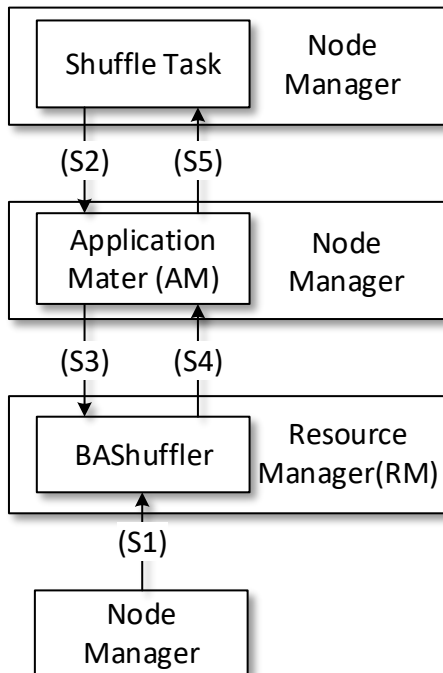 Shuffle Task
Node
Manager
(S2)
(S5)
Application
Mater (AM)
Node
Manager
(S3)
(S4)
BAShuffler
Resource
Manager(RM)
(S1)
Node
Manager